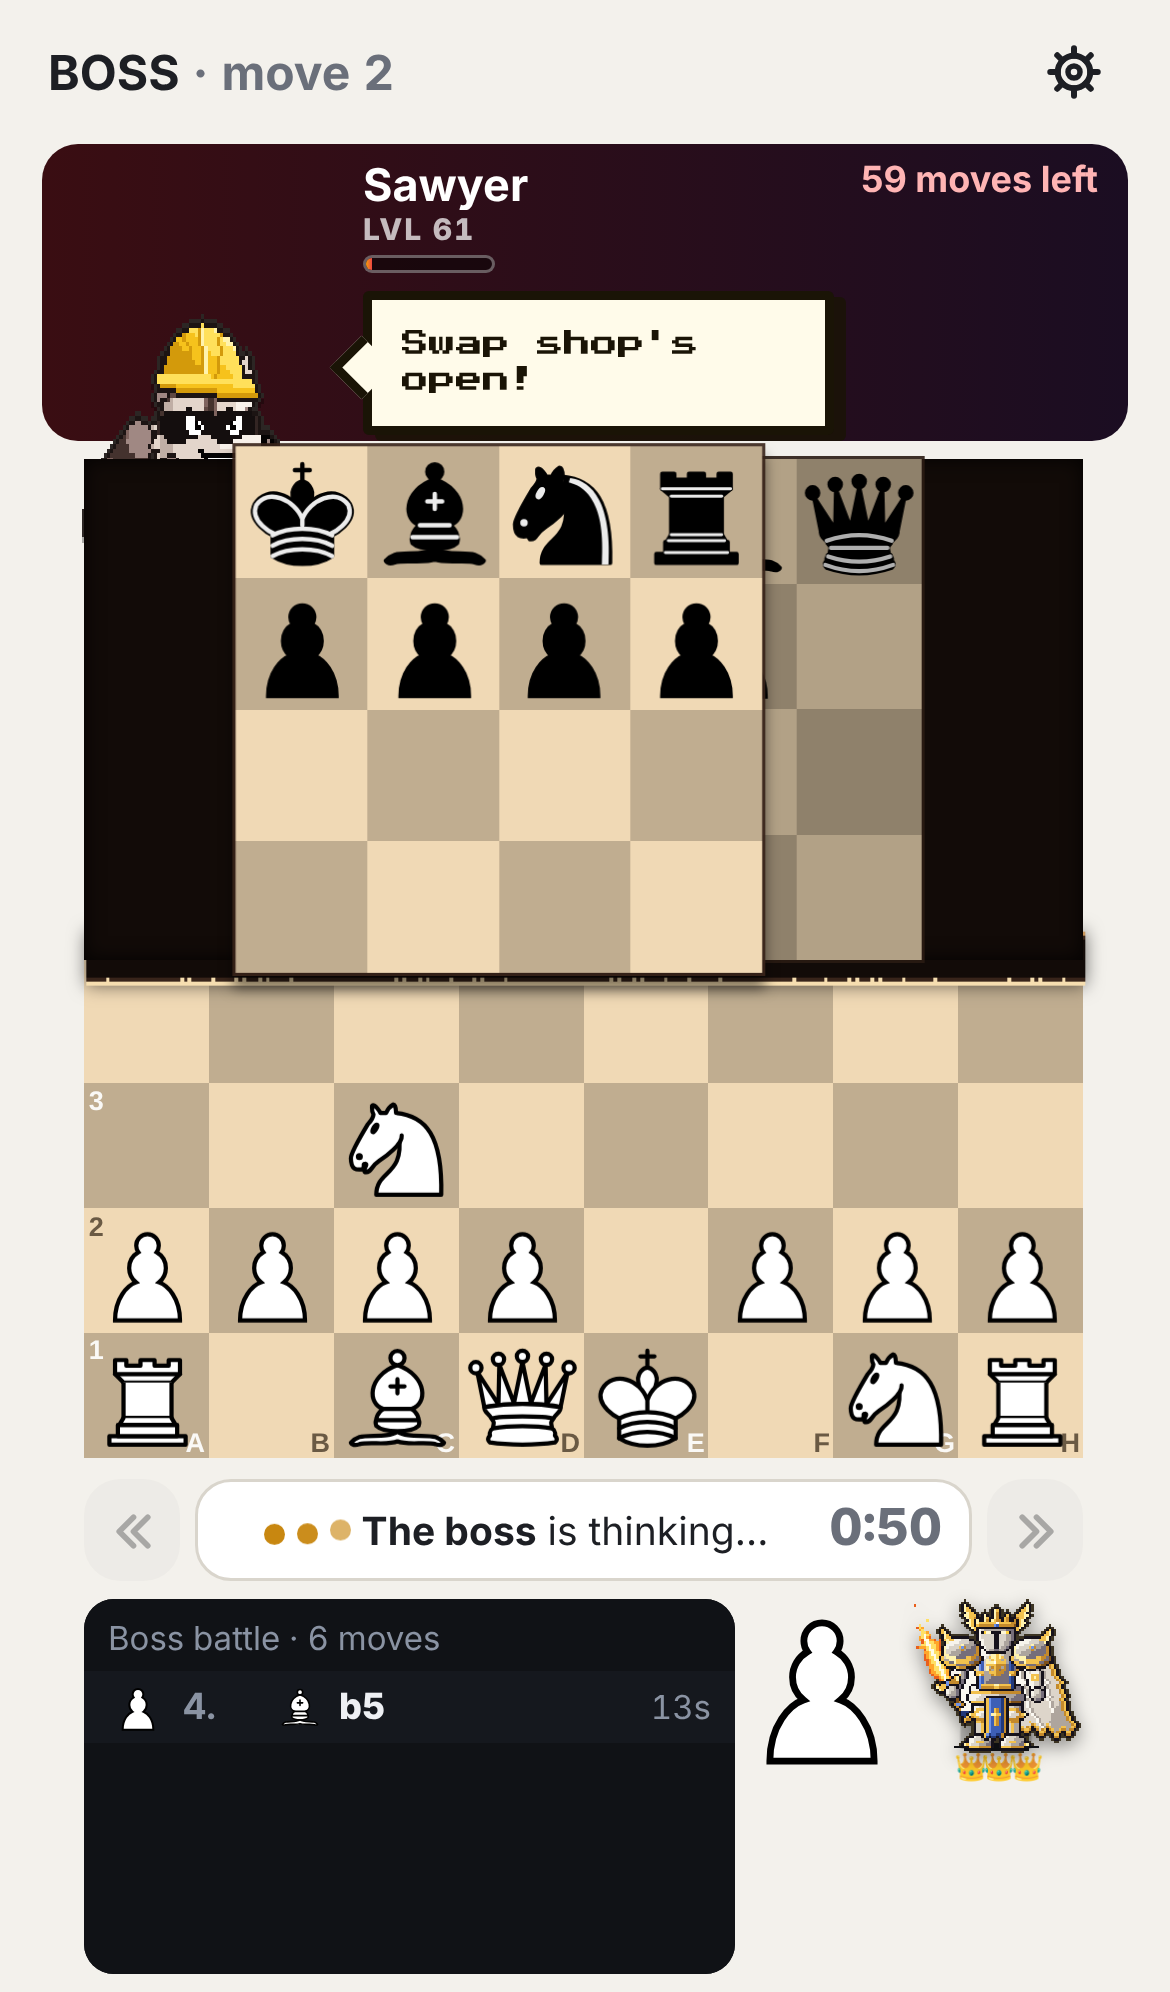 BOSS · move 2
Sawyer
59 moves left
LVL 61
Swap shop's
open!
3
2
1
A B C D E F G H
The boss is thinking... 0:50
Boss battle · 6 moves
4. b5 13s